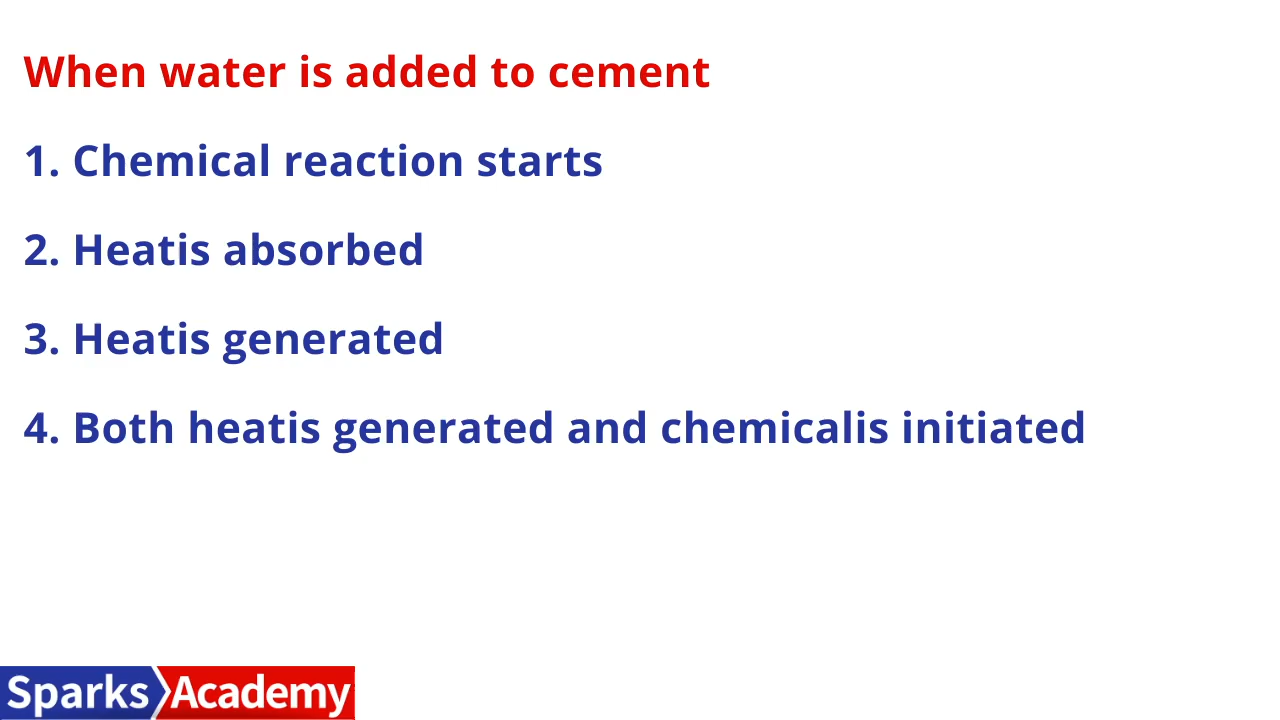 When water is added to cement
1. Chemical reaction starts
2. Heatis absorbed
3. Heatis generated
4. Both heatis generated and chemicalis initiated
Sparks Academy